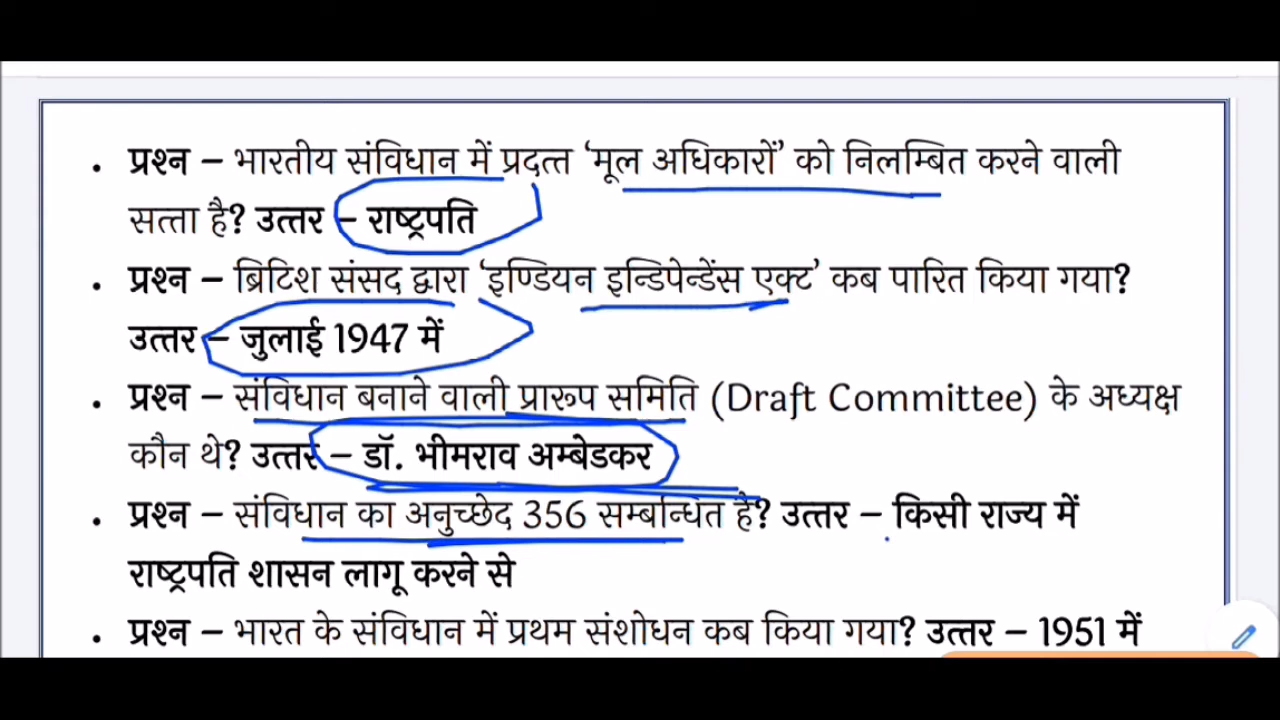 • प्रश्न – भारतीय संविधान में प्रदत्त ‘मूल अधिकारों’ को निलम्बित करने वाली
सत्ता है? उत्तर – राष्ट्रपति
• प्रश्न – ब्रिटिश संसद द्वारा ‘इण्डियन इन्डिपेन्डेंस एक्ट’ कब पारित किया गया?
उत्तर – जुलाई 1947 में
• प्रश्न – संविधान बनाने वाली प्रारूप समिति (Draft Committee) के अध्यक्ष
कौन थे? उत्तर – डॉ. भीमराव अम्बेडकर
• प्रश्न – संविधान का अनुच्छेद 356 सम्बन्धित है? उत्तर – किसी राज्य में
राष्ट्रपति शासन लागू करने से
• प्रश्न – भारत के संविधान में प्रथम संशोधन कब किया गया? उत्तर – 1951 में